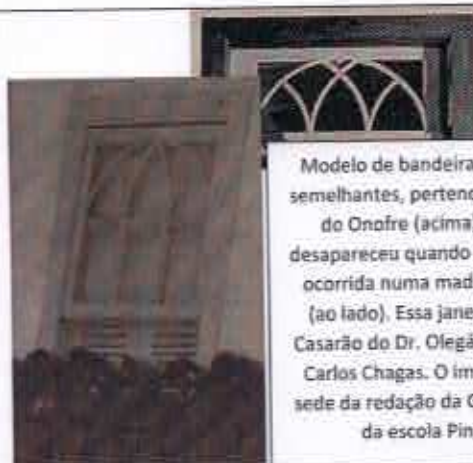 Modelo de bandeira
semelhantes, pertenc
do Onofre (acima
desapareceu quando
ocorrida numa mad
(ao lado). Essa jane
Casarão do Dr. Olegá
Carlos Chagas. O im
sede da redação da
da escola Pin